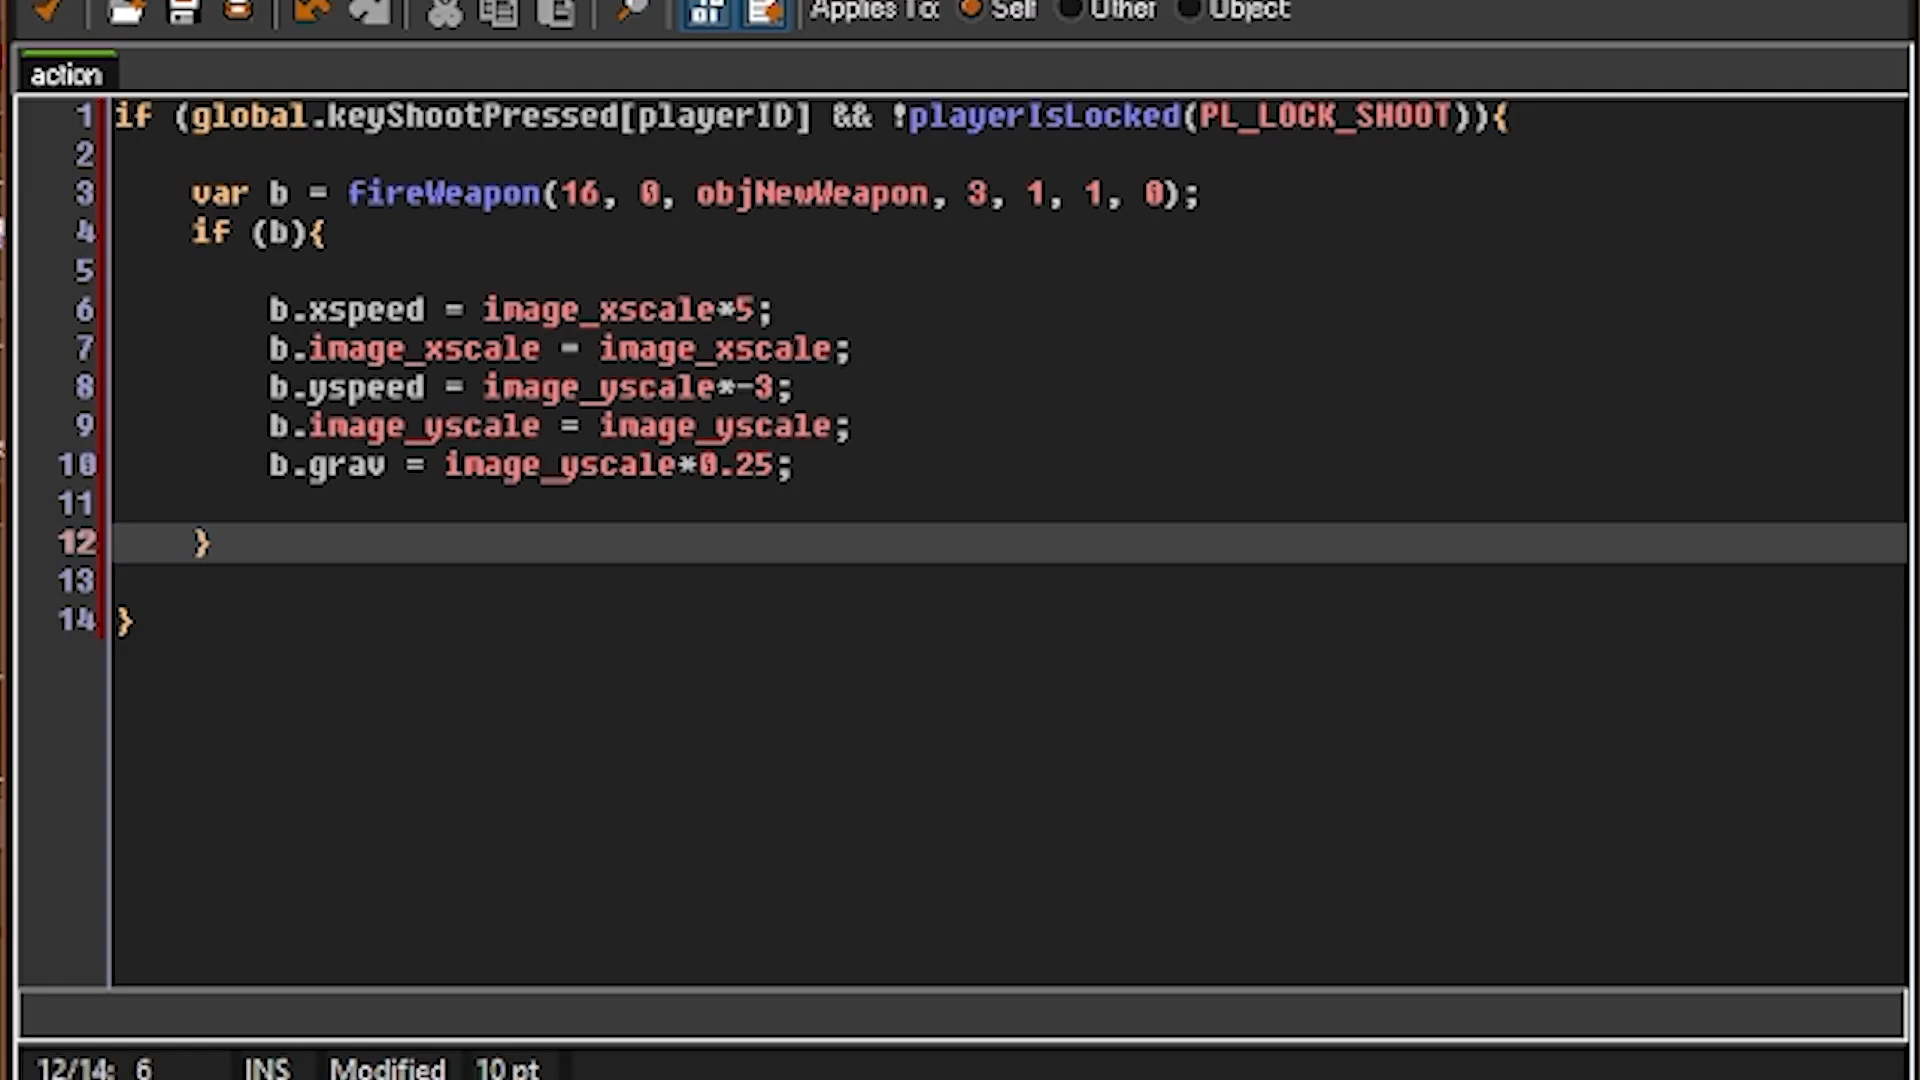 Applies To: Self Other Object:
action
1 if (global.keyShootPressed[playerID] && !playerIsLocked(PL_LOCK_SHOOT)){
2
3 var b = fireWeapon(16, 0, objNewWeapon, 3, 1, 1, 0);
4 if (b){
5
6 b.xspeed = image_xscale*5;
7 b.image_xscale = image_xscale;
8 b.yspeed = image_yscale*-3;
9 b.image_yscale = image_yscale;
10 b.grav = image_yscale*0.25;
11
12 }
13
14 }
12/14: 6 INS Modified 10 pt